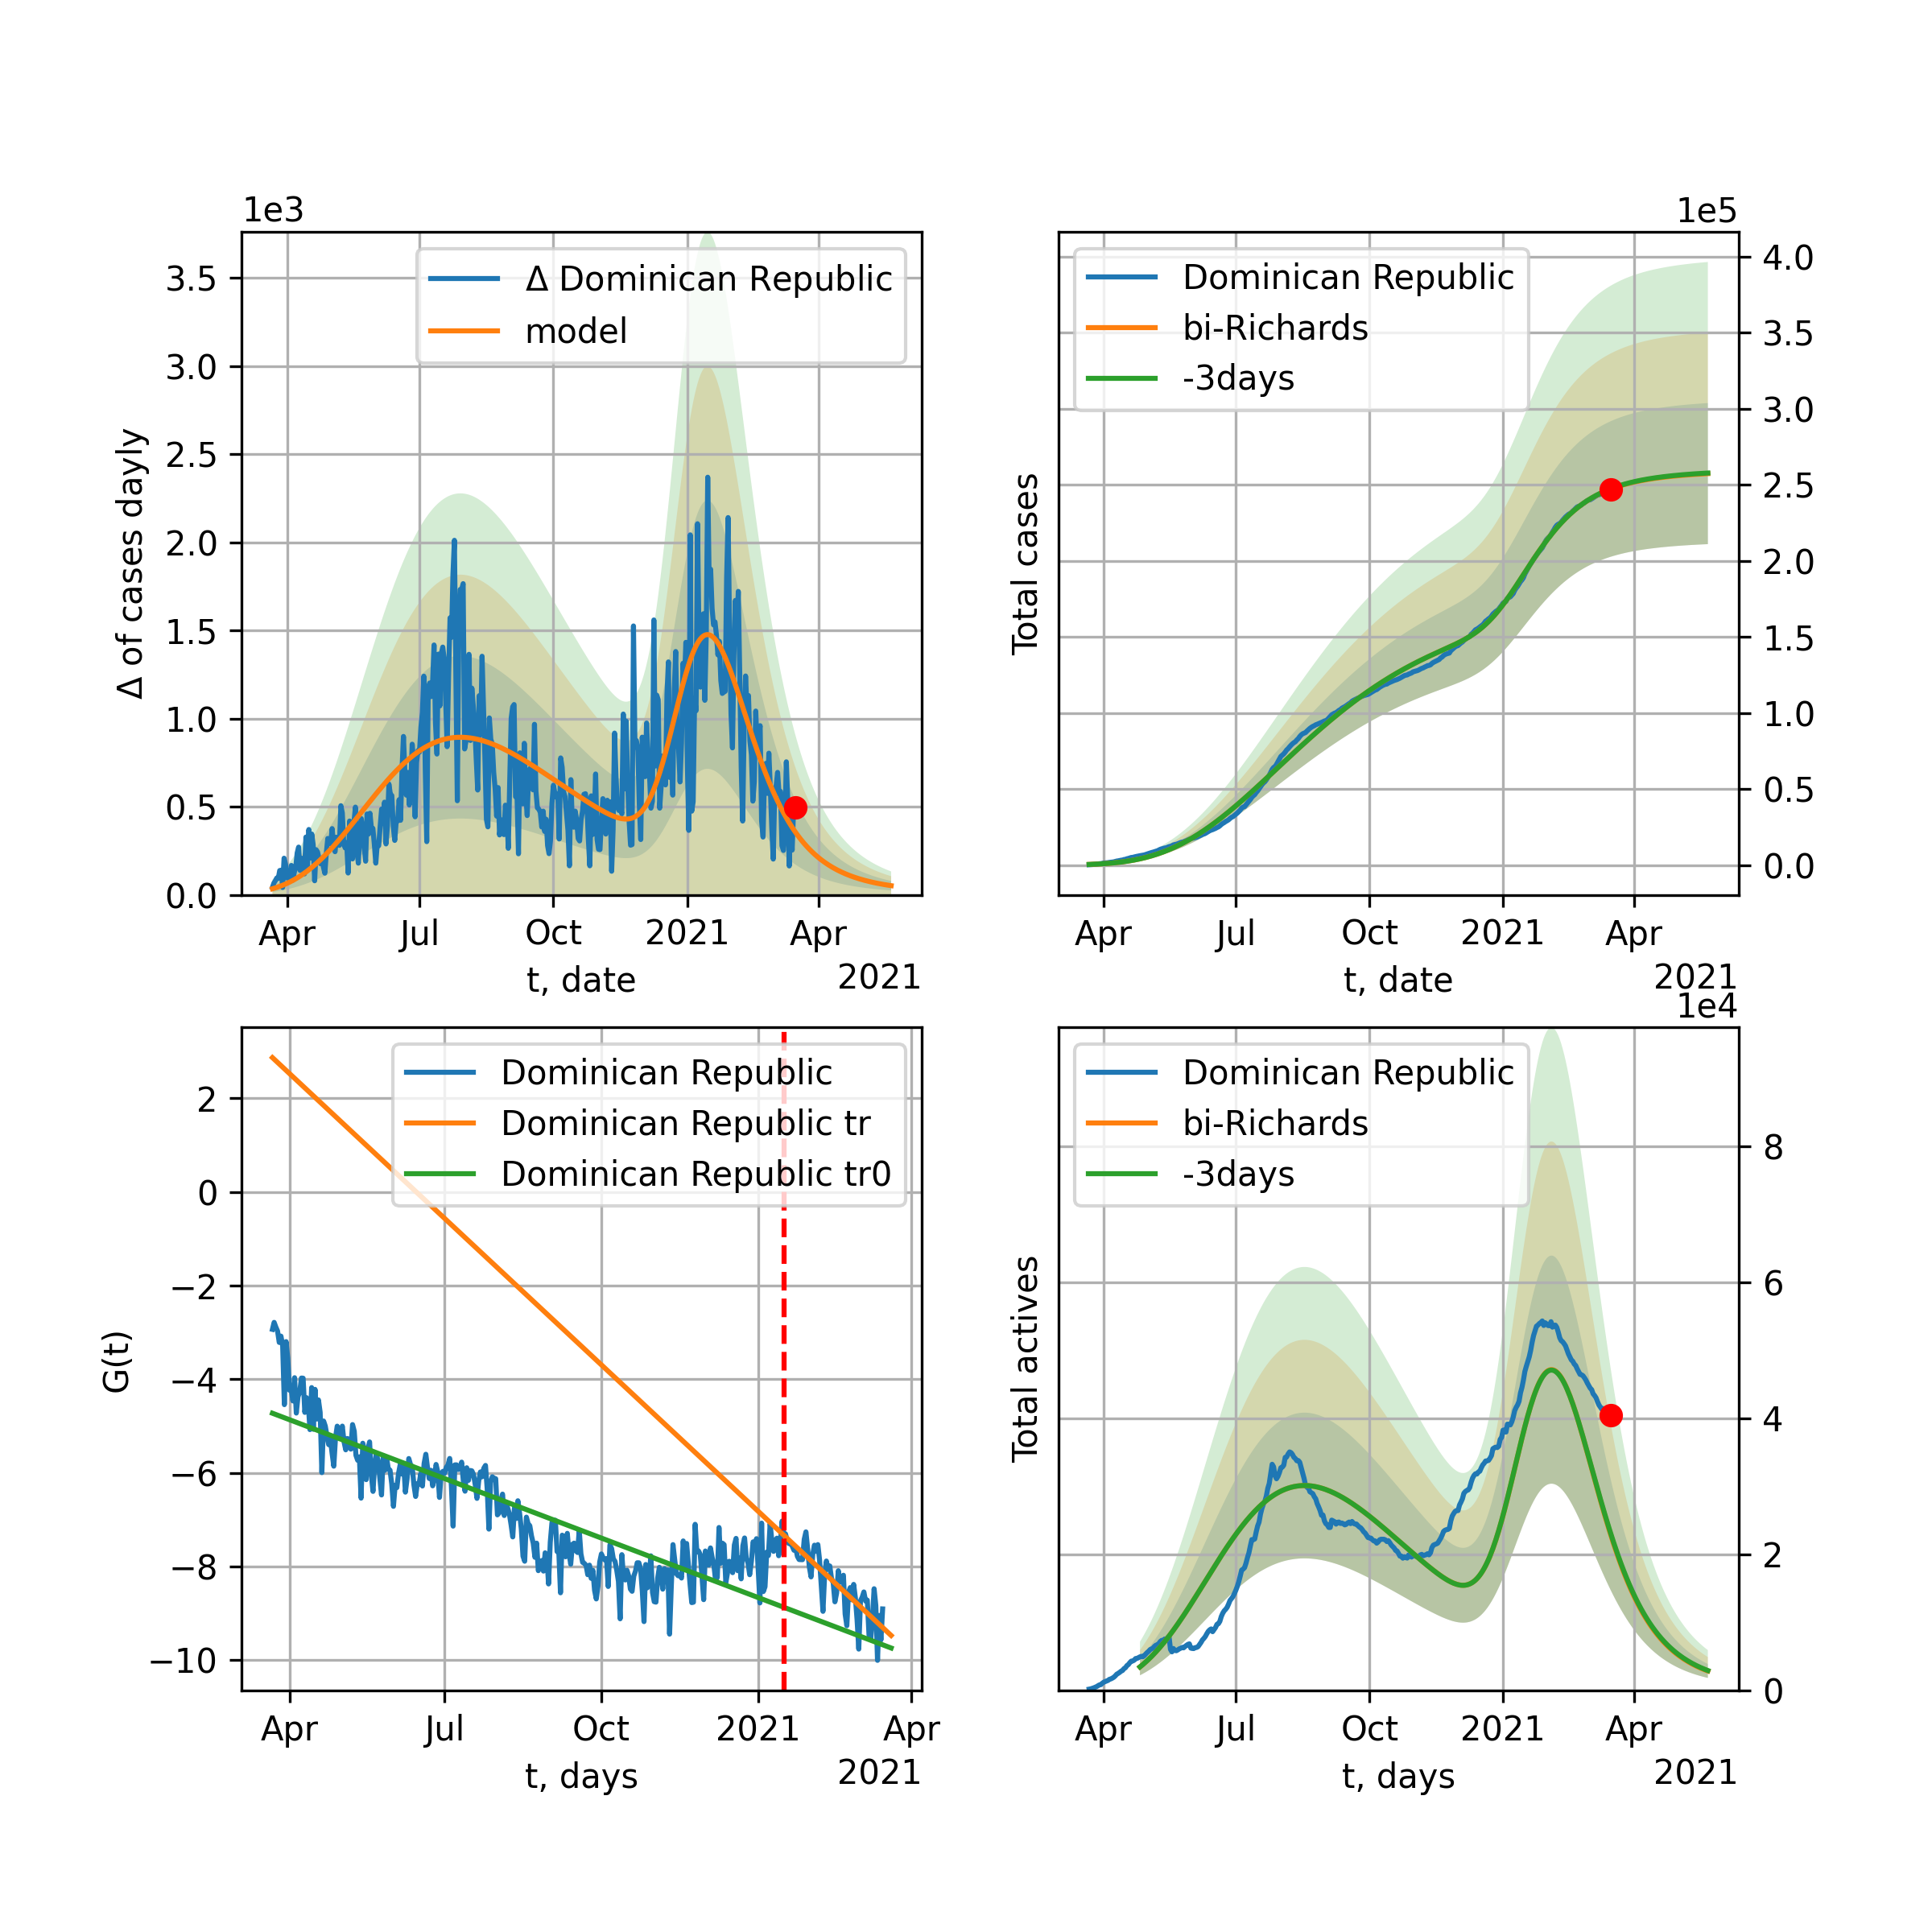 1e3
3.5
3.0
2.5
2.0
1.5
1.0
0.5
0.0
Δ of cases dayly
Δ Dominican Republic
model
Apr Jul Oct 2021 Apr
t, date
2021
1e5
Total cases
Dominican Republic
bi-Richards
-3days
4.0
3.5
3.0
2.5
2.0
1.5
1.0
0.5
0.0
Apr Jul Oct 2021 Apr
t, date
2021
2
0
−2
−4
−6
−8
−10
G(t)
Dominican Republic
Dominican Republic tr
Dominican Republic tr0
Apr Jul Oct 2021 Apr
t, days
2021
1e4
Total actives
Dominican Republic
bi-Richards
-3days
8
6
4
2
0
Apr Jul Oct 2021 Apr
t, days
2021